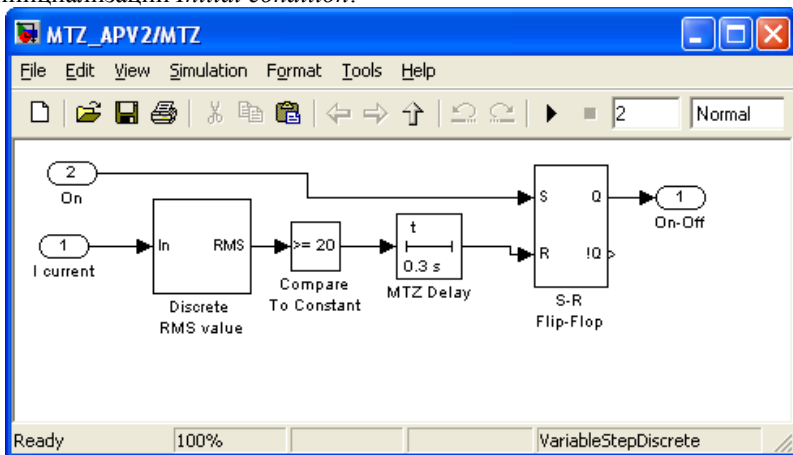 инициализации Initial condition.
MTZ_APV2/MTZ
File Edit View Simulation Format Tools Help
2 Normal
2
On
1
I current
In RMS
Discrete
RMS value
>= 20
Compare
To Constant
t
0.3 s
MTZ Delay
S Q
R !Q
S-R
Flip-Flop
1
On-Off
Ready 100% VariableStepDiscrete